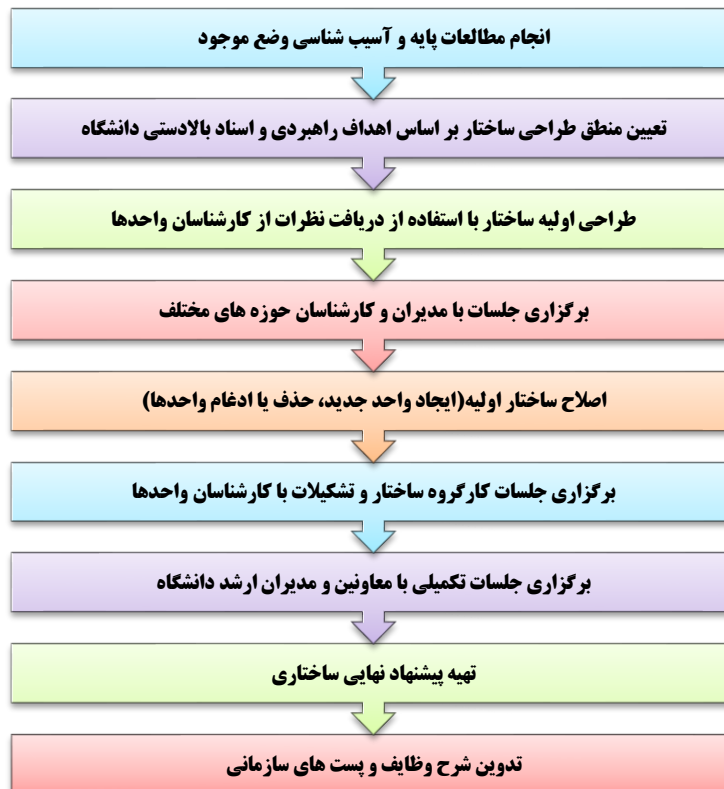 انجام مطالعات پایه و آسیب شناسی وضع موجود
تعیین منطق طراحی ساختار بر اساس اهداف راهبردی و اسناد بالادستی دانشگاه
طراحی اولیه ساختار با استفاده از دریافت نظرات از کارشناسان واحدها
برگزاری جلسات با مدیران و کارشناسان حوزه های مختلف
اصلاح ساختار اولیه(ایجاد واحد جدید، حذف یا ادغام واحدها)
برگزاری جلسات کارگروه ساختار و تشکیلات با کارشناسان واحدها
برگزاری جلسات تکمیلی با معاونین و مدیران ارشد دانشگاه
تهیه پیشنهاد نهایی ساختاری
تدوین شرح وظایف و پست های سازمانی